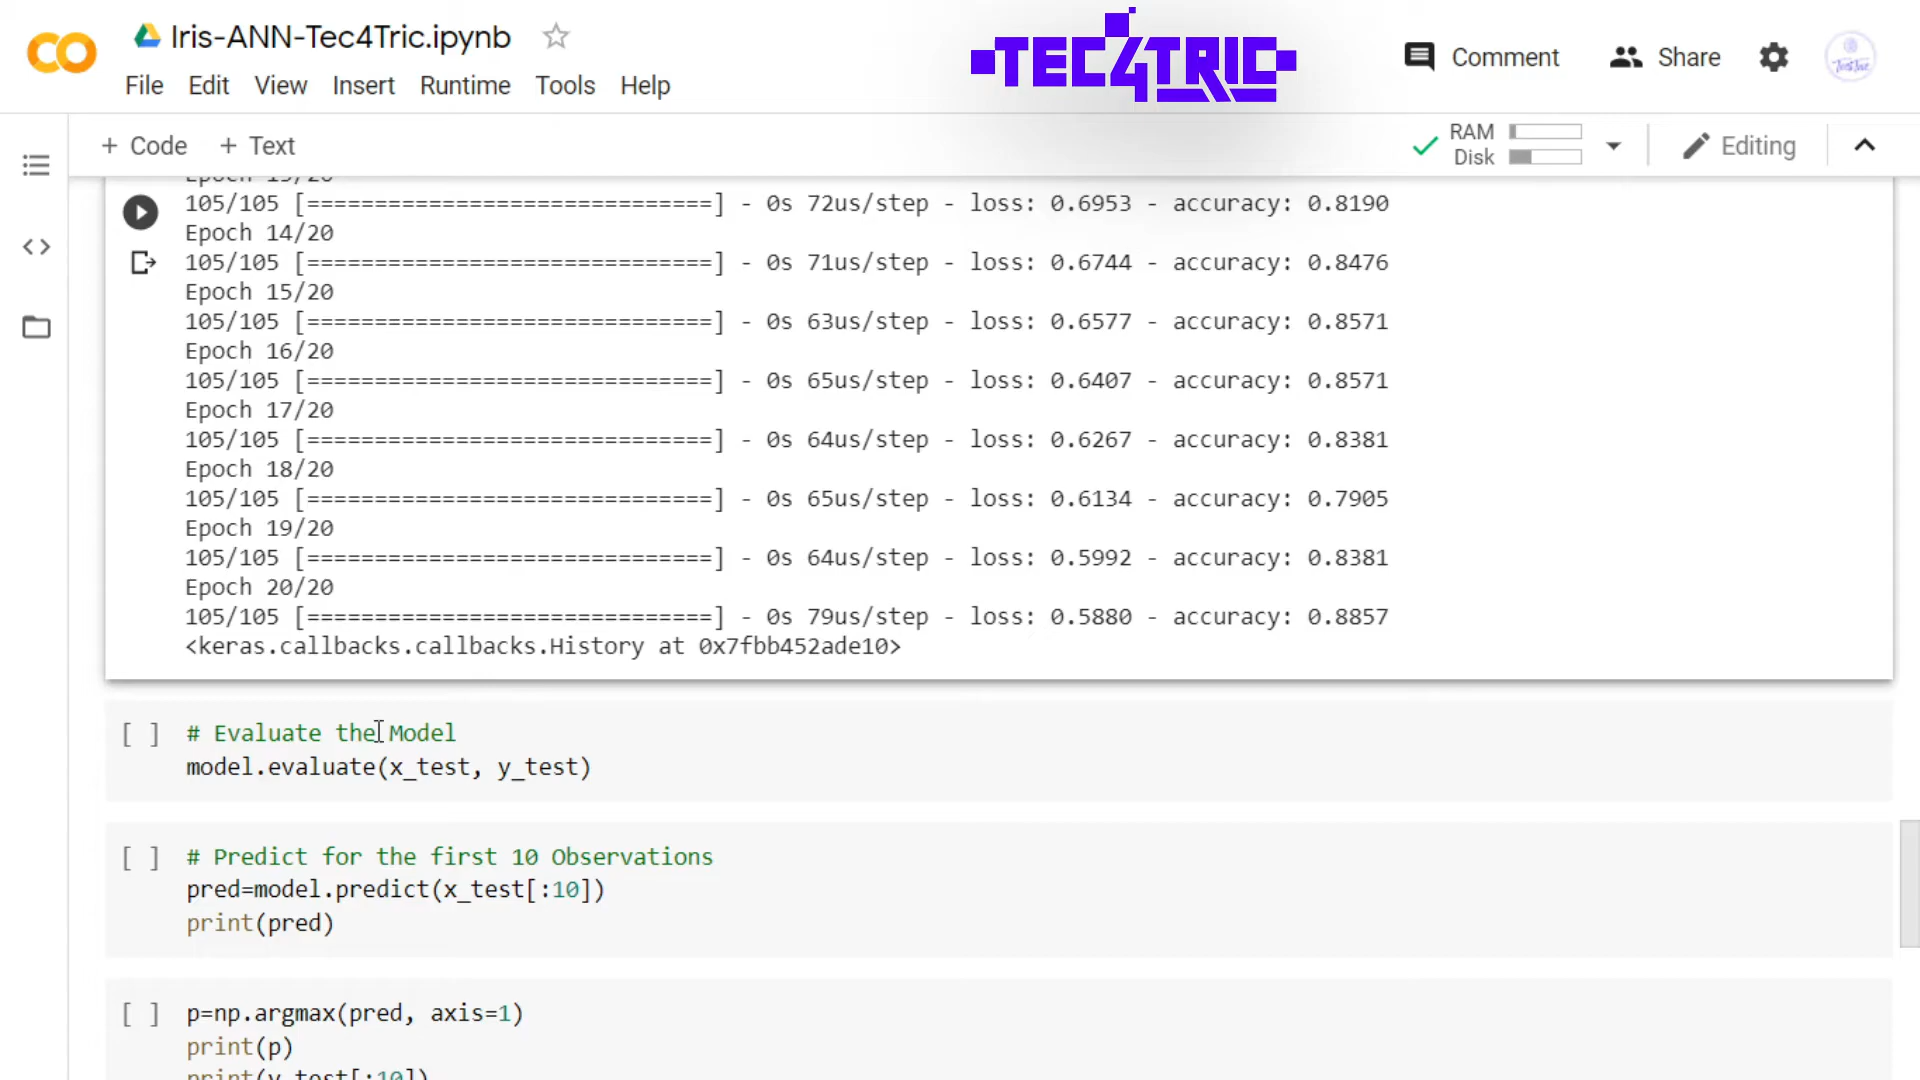 Iris-ANN-Tec4Tric.ipynb
TEC4TRIC
Comment
Share
File Edit View Insert Runtime Tools Help
+ Code + Text
RAM
Disk
Editing
Epoch 13/20
105/105 [==============================] - 0s 72us/step - loss: 0.6953 - accuracy: 0.8190
Epoch 14/20
105/105 [==============================] - 0s 71us/step - loss: 0.6744 - accuracy: 0.8476
Epoch 15/20
105/105 [==============================] - 0s 63us/step - loss: 0.6577 - accuracy: 0.8571
Epoch 16/20
105/105 [==============================] - 0s 65us/step - loss: 0.6407 - accuracy: 0.8571
Epoch 17/20
105/105 [==============================] - 0s 64us/step - loss: 0.6267 - accuracy: 0.8381
Epoch 18/20
105/105 [==============================] - 0s 65us/step - loss: 0.6134 - accuracy: 0.7905
Epoch 19/20
105/105 [==============================] - 0s 64us/step - loss: 0.5992 - accuracy: 0.8381
Epoch 20/20
105/105 [==============================] - 0s 79us/step - loss: 0.5880 - accuracy: 0.8857
<keras.callbacks.callbacks.History at 0x7fbb452ade10>
[ ] # Evaluate the Model
model.evaluate(x_test, y_test)
[ ] # Predict for the first 10 Observations
pred=model.predict(x_test[:10])
print(pred)
[ ] p=np.argmax(pred, axis=1)
print(p)
print(y_test[:10])